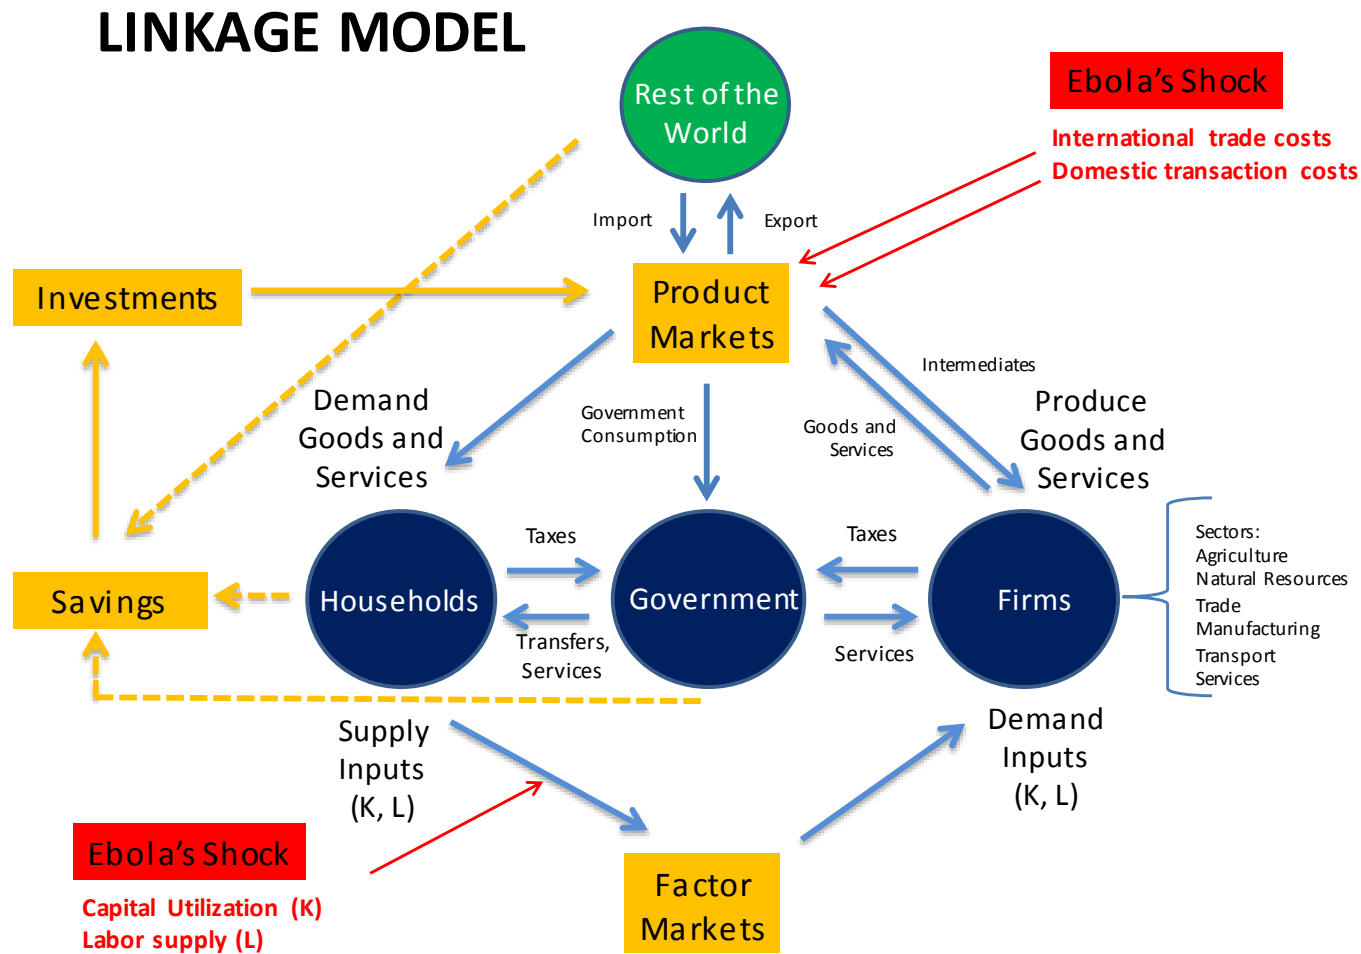 LINKAGE MODEL
Rest of the
World
Ebola's Shock
International trade costs
Domestic transaction costs
Import
Export
Investments
Product
Markets
Intermediates
Demand
Goods and
Services
Government
Consumption
Goods and
Services
Produce
Goods and
Services
Taxes
Taxes
Sectors:
Agriculture
Natural Resources
Trade
Manufacturing
Transport
Services
Savings
Households
Government
Firms
Transfers,
Services
Services
Supply
Inputs
(K, L)
Demand
Inputs
(K, L)
Ebola's Shock
Capital Utilization (K)
Labor supply (L)
Factor
Markets